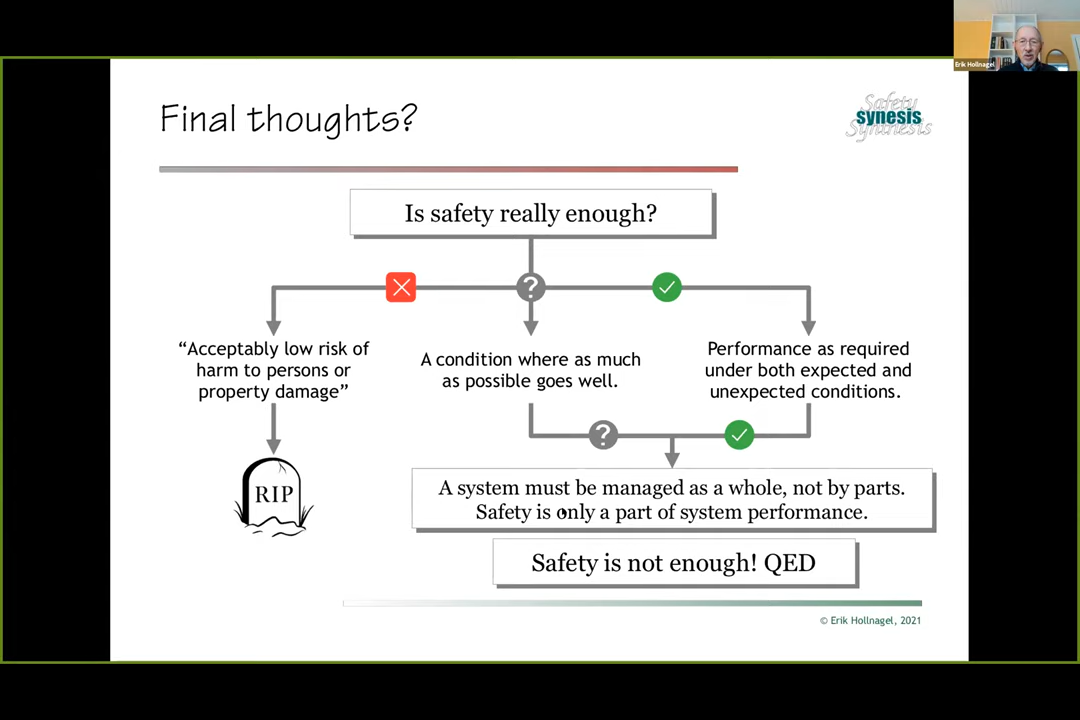 Erik Hollnagel
Final thoughts?
Safety
synesis
Synthesis
Is safety really enough?
?
“Acceptably low risk of
harm to persons or
property damage”
A condition where as much
as possible goes well.
Performance as required
under both expected and
unexpected conditions.
?
RIP
A system must be managed as a whole, not by parts.
Safety is only a part of system performance.
Safety is not enough! QED
© Erik Hollnagel, 2021